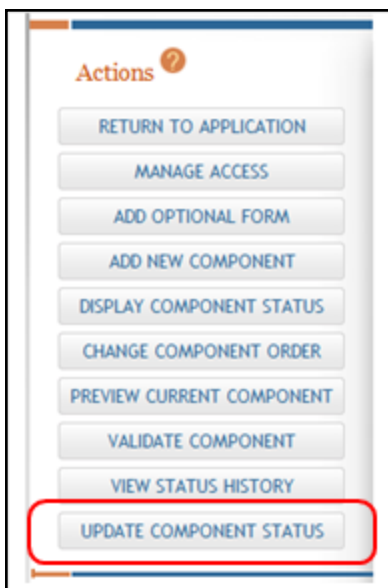 Actions ?
RETURN TO APPLICATION
MANAGE ACCESS
ADD OPTIONAL FORM
ADD NEW COMPONENT
DISPLAY COMPONENT STATUS
CHANGE COMPONENT ORDER
PREVIEW CURRENT COMPONENT
VALIDATE COMPONENT
VIEW STATUS HISTORY
UPDATE COMPONENT STATUS